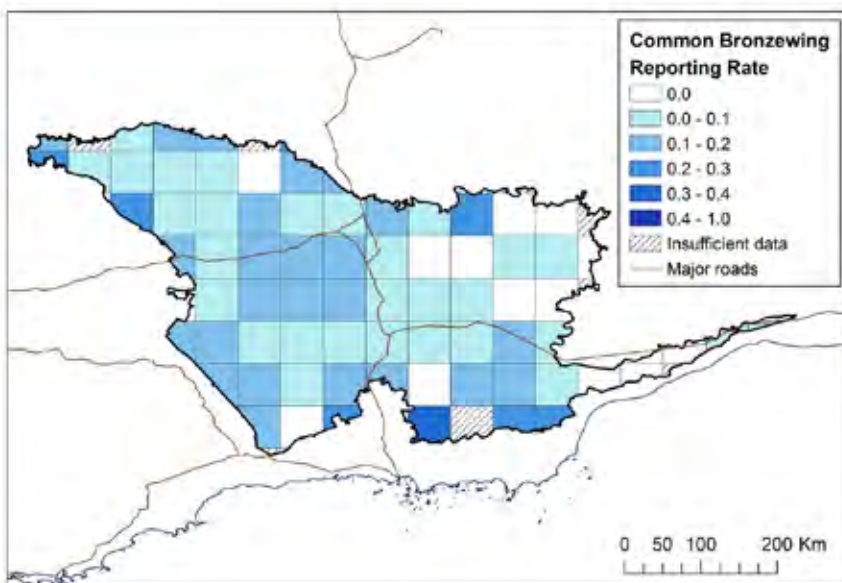 Common Bronzewing
Reporting Rate
0.0
0.0 - 0.1
0.1 - 0.2
0.2 - 0.3
0.3 - 0.4
0.4 - 1.0
Insufficient data
Major roads
0 50 100 200 Km